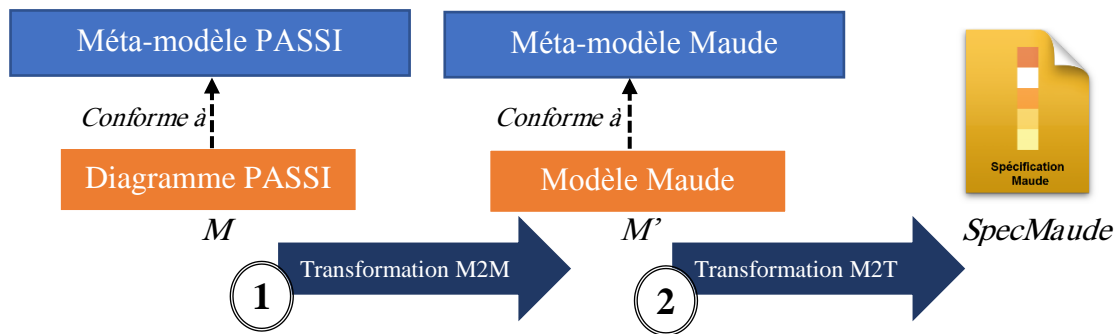 Méta-modèle PASSI
Méta-modèle Maude
Conforme à
Conforme à
Diagramme PASSI
Modèle Maude
Spécification
Maude
M
M’
SpecMaude
1
Transformation M2M
2
Transformation M2T